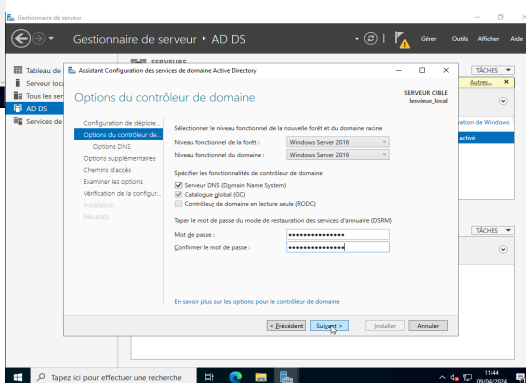 Gestionnaire de serveur
Gestionnaire de serveur • AD DS
Gérer Outils Afficher Aide
Tableau de
Serveur loca
Tous les ser
AD DS
Services de
SERVEURS
TÂCHES
Autres...
ration de Windows
activé
TÂCHES
Assistant Configuration des services de domaine Active Directory
Options du contrôleur de domaine
SERVEUR CIBLE
lesvieux_local
Configuration de déploie...
Options du contrôleur de...
Options DNS
Options supplémentaires
Chemins d'accès
Examiner les options
Vérification de la configur...
Installation
Résultats
Sélectionner le niveau fonctionnel de la nouvelle forêt et du domaine racine
Niveau fonctionnel de la forêt : Windows Server 2016
Niveau fonctionnel du domaine : Windows Server 2016
Spécifier les fonctionnalités de contrôleur de domaine
Serveur DNS (Domain Name System)
Catalogue global (GC)
Contrôleur de domaine en lecture seule (RODC)
Taper le mot de passe du mode de restauration des services d'annuaire (DSRM)
Mot de passe : •••••••••••••••
Confirmer le mot de passe : •••••••••••••••
En savoir plus sur les options pour le contrôleur de domaine
< Précédent Suivant > Installer Annuler
Tapez ici pour effectuer une recherche
11:44
09/04/2024